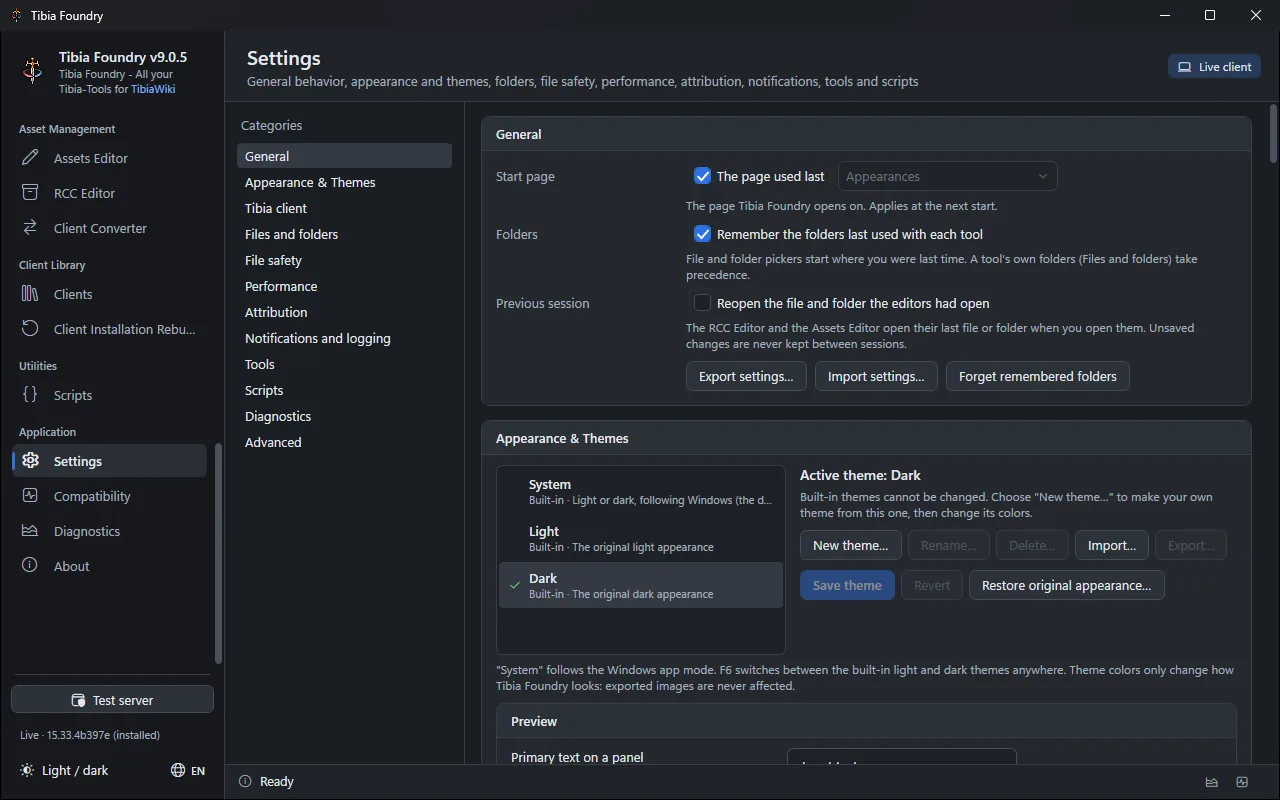 Tibia Foundry
Tibia Foundry v9.0.5
Tibia Foundry - All your
Tibia-Tools for TibiaWiki
Asset Management
Assets Editor
RCC Editor
Client Converter
Client Library
Clients
Client Installation Rebu...
Utilities
Scripts
Application
Settings
Compatibility
Diagnostics
About
Test server
Live · 15.33.4b397e (installed)
Light / dark
EN
Settings
General behavior, appearance and themes, folders, file safety, performance, attribution, notifications, tools and scripts
Live client
Categories
General
Appearance & Themes
Tibia client
Files and folders
File safety
Performance
Attribution
Notifications and logging
Tools
Scripts
Diagnostics
Advanced
General
Start page
The page used last
Appearances
The page Tibia Foundry opens on. Applies at the next start.
Folders
Remember the folders last used with each tool
File and folder pickers start where you were last time. A tool's own folders (Files and folders) take
precedence.
Previous session
Reopen the file and folder the editors had open
The RCC Editor and the Assets Editor open their last file or folder when you open them. Unsaved
changes are never kept between sessions.
Export settings...
Import settings...
Forget remembered folders
Appearance & Themes
System
Built-in · Light or dark, following Windows (the d...
Light
Built-in · The original light appearance
Dark
Built-in · The original dark appearance
Active theme: Dark
Built-in themes cannot be changed. Choose "New theme..." to make your own
theme from this one, then change its colors.
New theme...
Rename...
Delete...
Import...
Export...
Save theme
Revert
Restore original appearance...
"System" follows the Windows app mode. F6 switches between the built-in light and dark themes anywhere. Theme colors only change how
Tibia Foundry looks: exported images are never affected.
Preview
Primary text on a panel
Ready